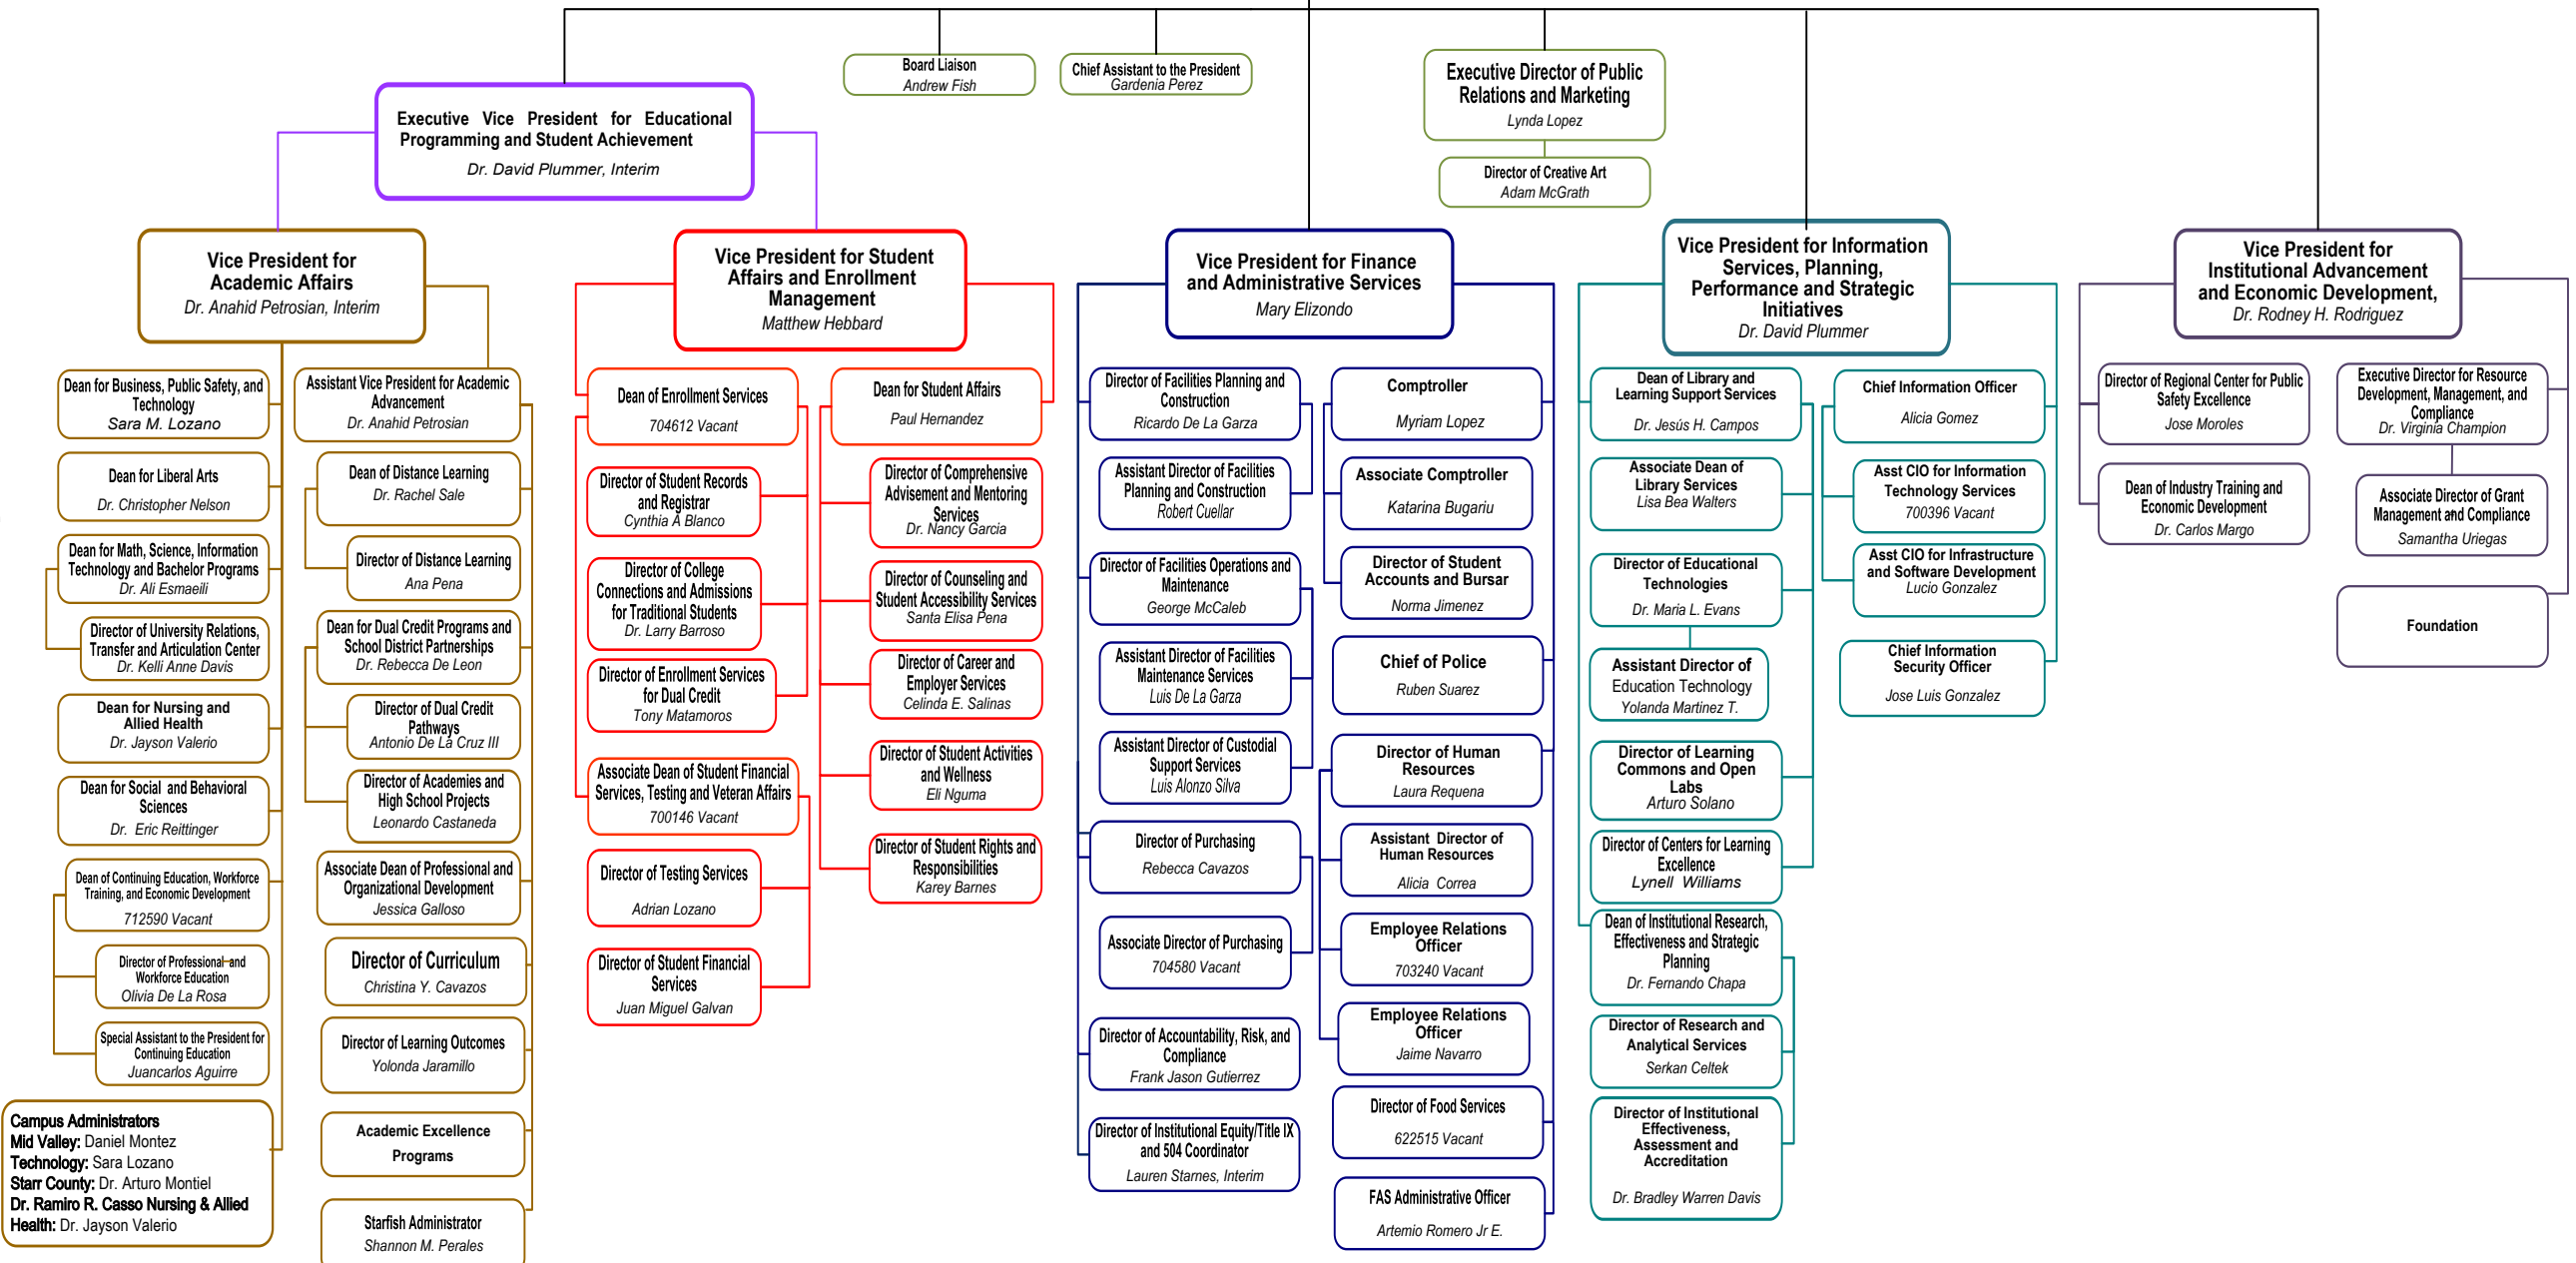 Board Liaison
Andrew Fish
Chief Assistant to the President
Gardenia Perez
Executive Director of Public
Relations and Marketing
Lynda Lopez
Director of Creative Art
Adam McGrath
Executive Vice President for Educational
Programming and Student Achievement
Dr. David Plummer, Interim
Vice President for
Academic Affairs
Dr. Anahid Petrosian, Interim
Dean for Business, Public Safety, and
Technology
Sara M. Lozano
Dean for Liberal Arts
Dr. Christopher Nelson
Dean for Math, Science, Information
Technology and Bachelor Programs
Dr. Ali Esmaeili
Director of University Relations,
Transfer and Articulation Center
Dr. Kelli Anne Davis
Dean for Nursing and
Allied Health
Dr. Jayson Valerio
Dean for Social and Behavioral
Sciences
Dr. Eric Reittinger
Dean of Continuing Education, Workforce
Training, and Economic Development
712590 Vacant
Director of Professional and
Workforce Education
Olivia De La Rosa
Special Assistant to the President for
Continuing Education
Juancarlos Aguirre
Campus Administrators
Mid Valley: Daniel Montez
Technology: Sara Lozano
Starr County: Dr. Arturo Montiel
Dr. Ramiro R. Casso Nursing & Allied
Health: Dr. Jayson Valerio
Assistant Vice President for Academic
Advancement
Dr. Anahid Petrosian
Dean of Distance Learning
Dr. Rachel Sale
Director of Distance Learning
Ana Pena
Dean for Dual Credit Programs and
School District Partnerships
Dr. Rebecca De Leon
Director of Dual Credit
Pathways
Antonio De La Cruz III
Director of Academies and
High School Projects
Leonardo Castaneda
Associate Dean of Professional and
Organizational Development
Jessica Galloso
Director of Curriculum
Christina Y. Cavazos
Director of Learning Outcomes
Yolonda Jaramillo
Academic Excellence
Programs
Starfish Administrator
Shannon M. Perales
Vice President for Student
Affairs and Enrollment
Management
Matthew Hebbard
Dean of Enrollment Services
704612 Vacant
Director of Student Records
and Registrar
Cynthia A Blanco
Director of College
Connections and Admissions
for Traditional Students
Dr. Larry Barroso
Director of Enrollment Services
for Dual Credit
Tony Matamoros
Associate Dean of Student Financial
Services, Testing and Veteran Affairs
700146 Vacant
Director of Testing Services
Adrian Lozano
Director of Student Financial
Services
Juan Miguel Galvan
Dean for Student Affairs
Paul Hernandez
Director of Comprehensive
Advisement and Mentoring
Services
Dr. Nancy Garcia
Director of Counseling and
Student Accessibility Services
Santa Elisa Pena
Director of Career and
Employer Services
Celinda E. Salinas
Director of Student Activities
and Wellness
Eli Nguma
Director of Student Rights and
Responsibilities
Karey Barnes
Vice President for Finance
and Administrative Services
Mary Elizondo
Director of Facilities Planning and
Construction
Ricardo De La Garza
Assistant Director of Facilities
Planning and Construction
Robert Cuellar
Director of Facilities Operations and
Maintenance
George McCaleb
Assistant Director of Facilities
Maintenance Services
Luis De La Garza
Assistant Director of Custodial
Support Services
Luis Alonzo Silva
Director of Purchasing
Rebecca Cavazos
Associate Director of Purchasing
704580 Vacant
Director of Accountability, Risk, and
Compliance
Frank Jason Gutierrez
Director of Institutional Equity/Title IX
and 504 Coordinator
Lauren Starnes, Interim
Comptroller
Myriam Lopez
Associate Comptroller
Katarina Bugariu
Director of Student
Accounts and Bursar
Norma Jimenez
Chief of Police
Ruben Suarez
Director of Human
Resources
Laura Requena
Assistant Director of
Human Resources
Alicia Correa
Employee Relations
Officer
703240 Vacant
Employee Relations
Officer
Jaime Navarro
Director of Food Services
622515 Vacant
FAS Administrative Officer
Artemio Romero Jr E.
Vice President for Information
Services, Planning,
Performance and Strategic
Initiatives
Dr. David Plummer
Dean of Library and
Learning Support Services
Dr. Jesús H. Campos
Associate Dean of
Library Services
Lisa Bea Walters
Director of Educational
Technologies
Dr. Maria L. Evans
Assistant Director of
Education Technology
Yolanda Martinez T.
Director of Learning
Commons and Open
Labs
Arturo Solano
Director of Centers for Learning
Excellence
Lynell Williams
Dean of Institutional Research,
Effectiveness and Strategic
Planning
Dr. Fernando Chapa
Director of Research and
Analytical Services
Serkan Celtek
Director of Institutional
Effectiveness,
Assessment and
Accreditation
Dr. Bradley Warren Davis
Chief Information Officer
Alicia Gomez
Asst CIO for Information
Technology Services
700396 Vacant
Asst CIO for Infrastructure
and Software Development
Lucio Gonzalez
Chief Information
Security Officer
Jose Luis Gonzalez
Vice President for
Institutional Advancement
and Economic Development,
Dr. Rodney H. Rodriguez
Director of Regional Center for Public
Safety Excellence
Jose Moroles
Dean of Industry Training and
Economic Development
Dr. Carlos Margo
Executive Director for Resource
Development, Management, and
Compliance
Dr. Virginia Champion
Associate Director of Grant
Management and Compliance
Samantha Uriegas
Foundation